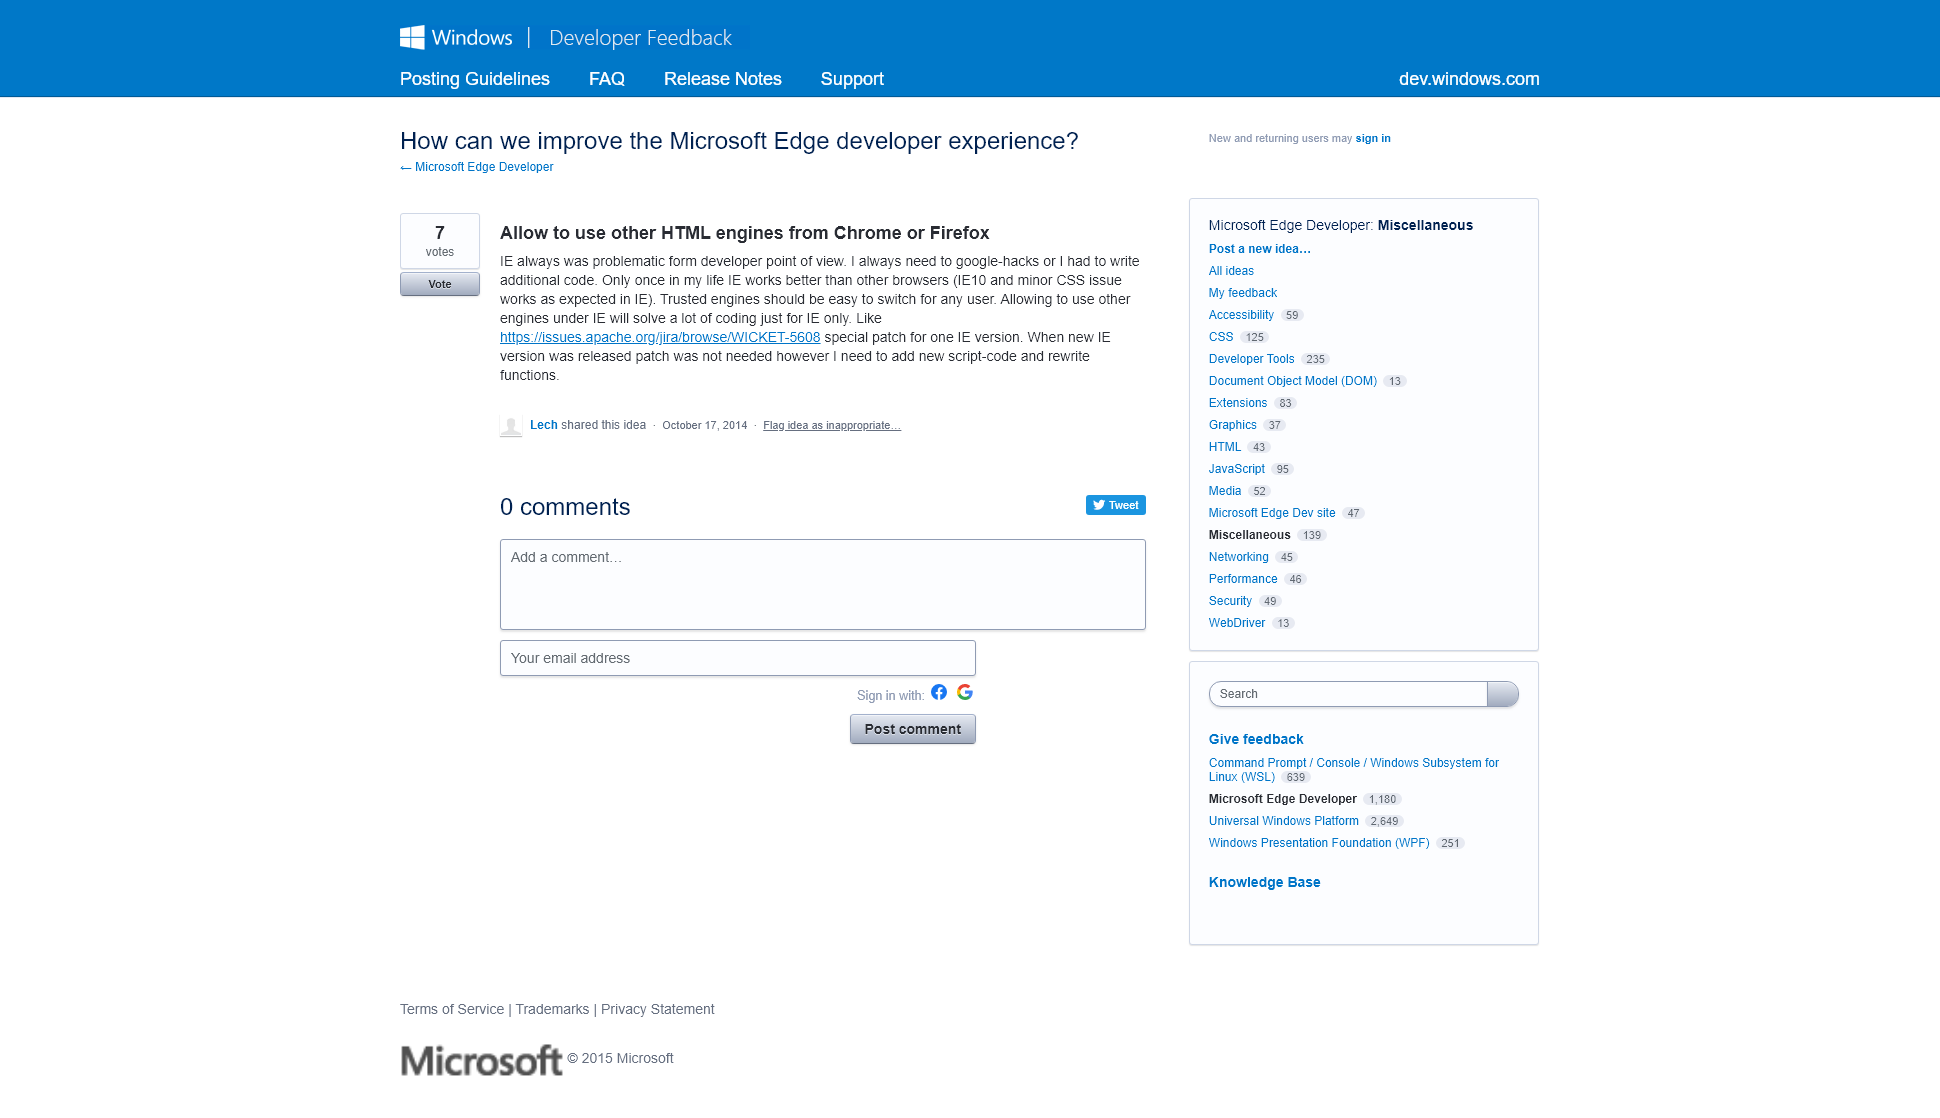 Windows | Developer Feedback
Posting Guidelines FAQ Release Notes Support dev.windows.com
How can we improve the Microsoft Edge developer experience?
← Microsoft Edge Developer
New and returning users may sign in
7
votes
Vote
Allow to use other HTML engines from Chrome or Firefox
IE always was problematic form developer point of view. I always need to google-hacks or I had to write
additional code. Only once in my life IE works better than other browsers (IE10 and minor CSS issue
works as expected in IE). Trusted engines should be easy to switch for any user. Allowing to use other
engines under IE will solve a lot of coding just for IE only. Like
https://issues.apache.org/jira/browse/WICKET-5608 special patch for one IE version. When new IE
version was released patch was not needed however I need to add new script-code and rewrite
functions.
Lech shared this idea · October 17, 2014 · Flag idea as inappropriate…
0 comments
Tweet
Add a comment…
Your email address
Sign in with:
Post comment
Microsoft Edge Developer: Miscellaneous
Post a new idea…
All ideas
My feedback
Accessibility 59
CSS 125
Developer Tools 235
Document Object Model (DOM) 13
Extensions 83
Graphics 37
HTML 43
JavaScript 95
Media 52
Microsoft Edge Dev site 47
Miscellaneous 139
Networking 45
Performance 46
Security 49
WebDriver 13
Search
Give feedback
Command Prompt / Console / Windows Subsystem for
Linux (WSL) 639
Microsoft Edge Developer 1,180
Universal Windows Platform 2,649
Windows Presentation Foundation (WPF) 251
Knowledge Base
Terms of Service | Trademarks | Privacy Statement
Microsoft © 2015 Microsoft